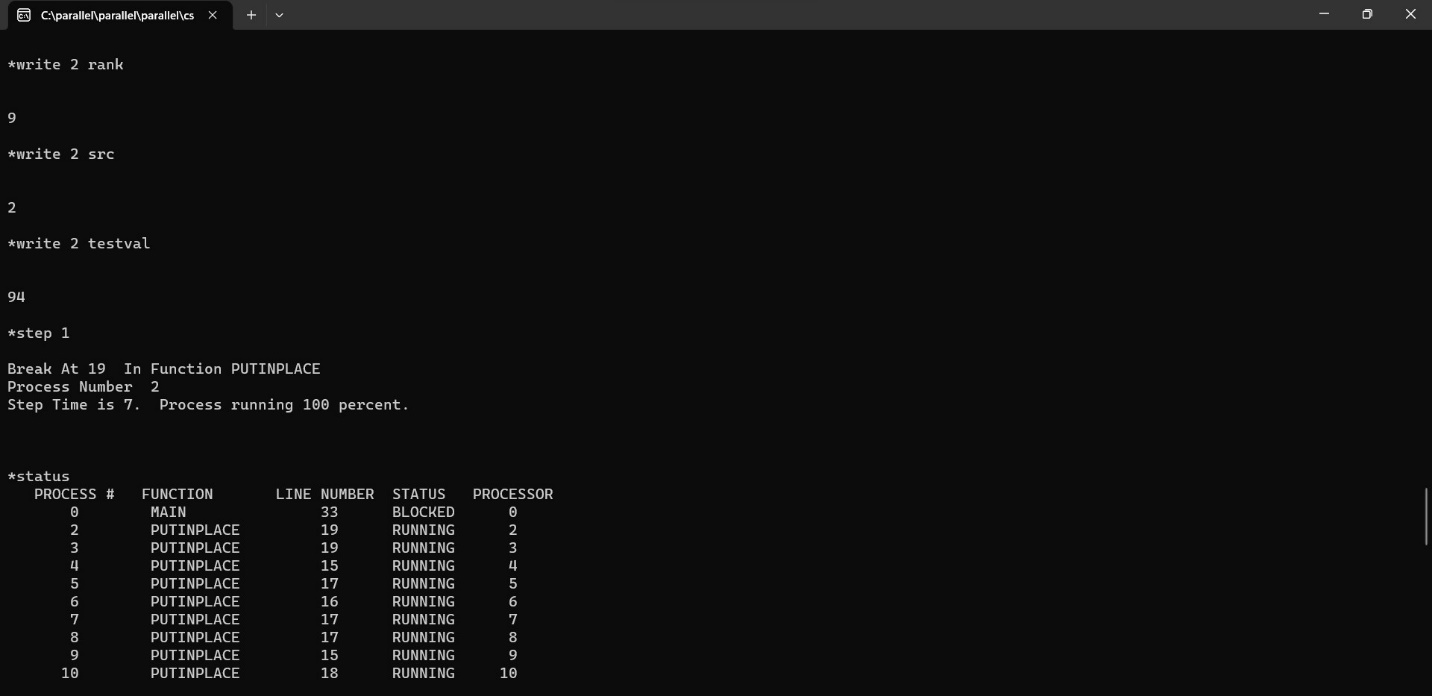 C:\parallel\parallel\parallel\cs
*write 2 rank
9
*write 2 src
2
*write 2 testval
94
*step 1
Break At 19  In Function PUTINPLACE
Process Number  2
Step Time is 7.  Process running 100 percent.
*status
   PROCESS #   FUNCTION       LINE NUMBER  STATUS   PROCESSOR
       0        MAIN               33      BLOCKED      0
       2        PUTINPLACE         19      RUNNING      2
       3        PUTINPLACE         19      RUNNING      3
       4        PUTINPLACE         15      RUNNING      4
       5        PUTINPLACE         17      RUNNING      5
       6        PUTINPLACE         16      RUNNING      6
       7        PUTINPLACE         17      RUNNING      7
       8        PUTINPLACE         17      RUNNING      8
       9        PUTINPLACE         15      RUNNING      9
      10        PUTINPLACE         18      RUNNING     10